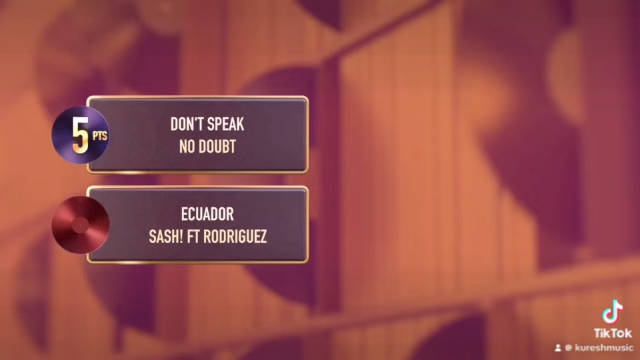 5 PTS
DON'T SPEAK
NO DOUBT
ECUADOR
SASH! FT RODRIGUEZ
TikTok
@kureshmusic